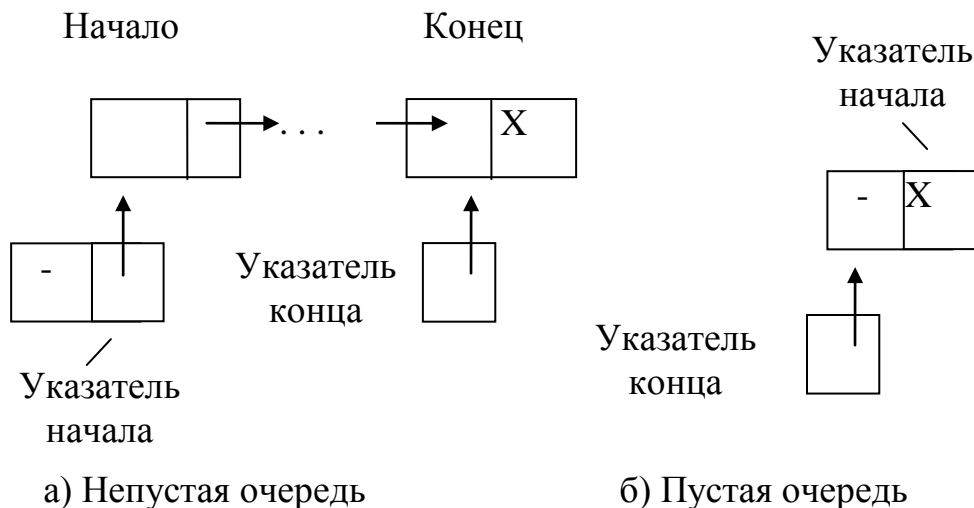 Начало
Конец
. . .
X
-
Указатель
конца
Указатель
начала
а) Непустая очередь
Указатель
начала
-
X
Указатель
конца
б) Пустая очередь